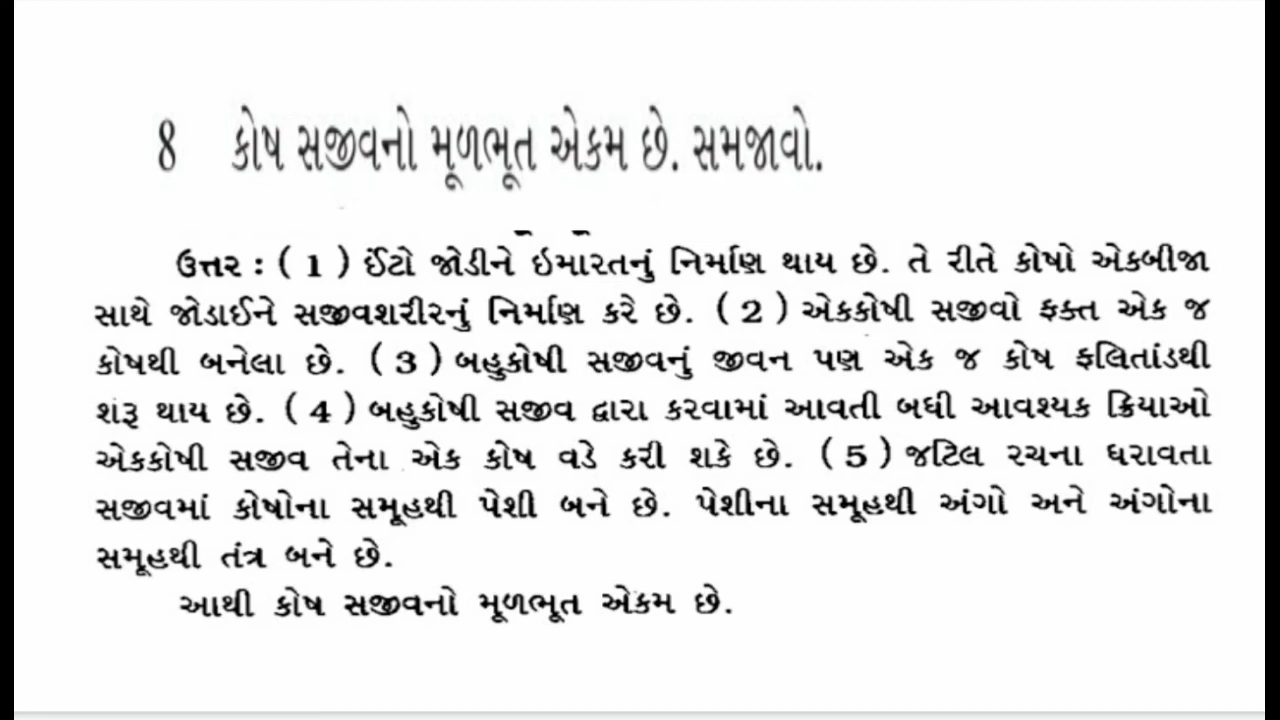 8 કોષ સજીવનો મૂળભૂત એકમ છે. સમજાવો.
ઉત્તર : ( 1 ) ઈંટો જોડીને ઇમારતનું નિર્માણ થાય છે. તે રીતે કોષો એકબીજા
સાથે જોડાઈને સજીવશરીરનું નિર્માણ કરે છે. ( 2 ) એકકોષી સજીવો ફક્ત એક જ
કોષથી બનેલા છે. ( 3 ) બહુકોષી સજીવનું જીવન પણ એક જ કોષ ફલિતાંડથી
શરૂ થાય છે. ( 4 ) બહુકોષી સજીવ દ્વારા કરવામાં આવતી બધી આવશ્યક ક્રિયાઓ
એકકોષી સજીવ તેના એક કોષ વડે કરી શકે છે. ( 5 ) જટિલ રચના ધરાવતા
સજીવમાં કોષોના સમૂહથી પેશી બને છે. પેશીના સમૂહથી અંગો અને અંગોના
સમૂહથી તંત્ર બને છે.
આથી કોષ સજીવનો મૂળભૂત એકમ છે.